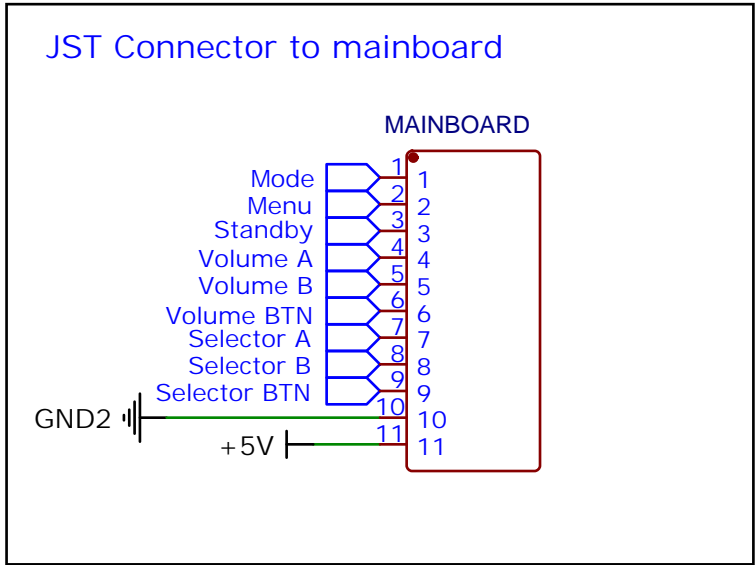 JST Connector to mainboard
MAINBOARD
Mode 1 1
Menu 2 2
Standby 3 3
Volume A 4 4
Volume B 5 5
Volume BTN 6 6
Selector A 7 7
Selector B 8 8
Selector BTN 9 9
GND2 10 10
+5V 11 11